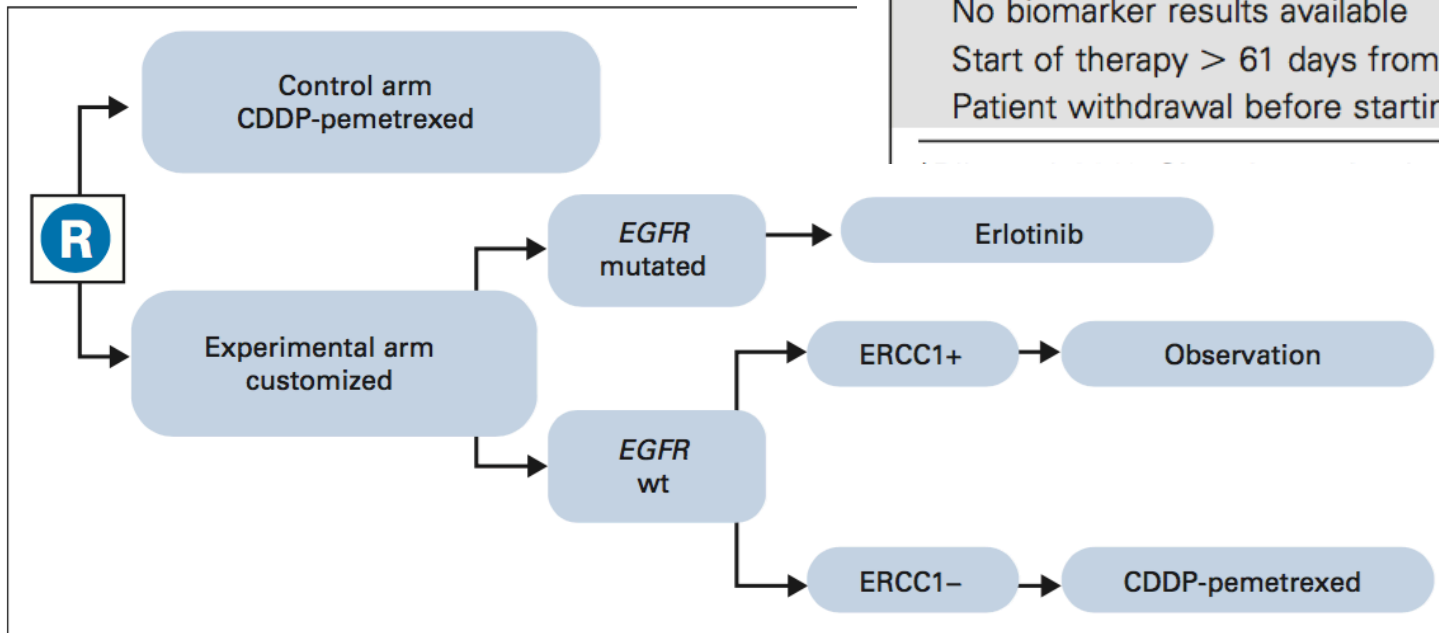 No biomarker results available
Start of therapy > 61 days from
Patient withdrawal before
Control arm
CDDP-pemetrexed
R
EGFR
mutated
Erlotinib
Experimental arm
customized
ERCC1+
Observation
EGFR
wt
ERCC1–
CDDP-pemetrexed